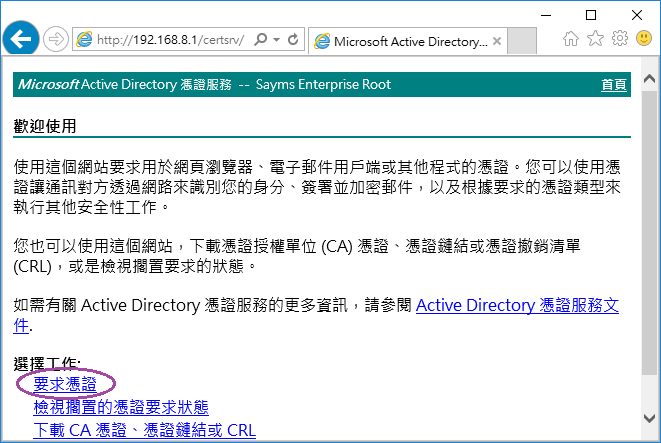 http://192.168.8.1/certsrv/
Microsoft Active Directory...
Microsoft Active Directory 憑證服務 -- Sayms Enterprise Root 首頁
歡迎使用
使用這個網站要求用於網頁瀏覽器、電子郵件用戶端或其他程式的憑證。您可以使用憑
證讓通訊對方透過網路來識別您的身分、簽署並加密郵件，以及根據要求的憑證類型來
執行其他安全性工作。
您也可以使用這個網站，下載憑證授權單位 (CA) 憑證、憑證鏈結或憑證撤銷清單
(CRL)，或是檢視擱置要求的狀態。
如需有關 Active Directory 憑證服務的更多資訊，請參閱 Active Directory 憑證服務文
件.
選擇工作:
要求憑證
檢視擱置的憑證要求狀態
下載 CA 憑證、憑證鏈結或 CRL